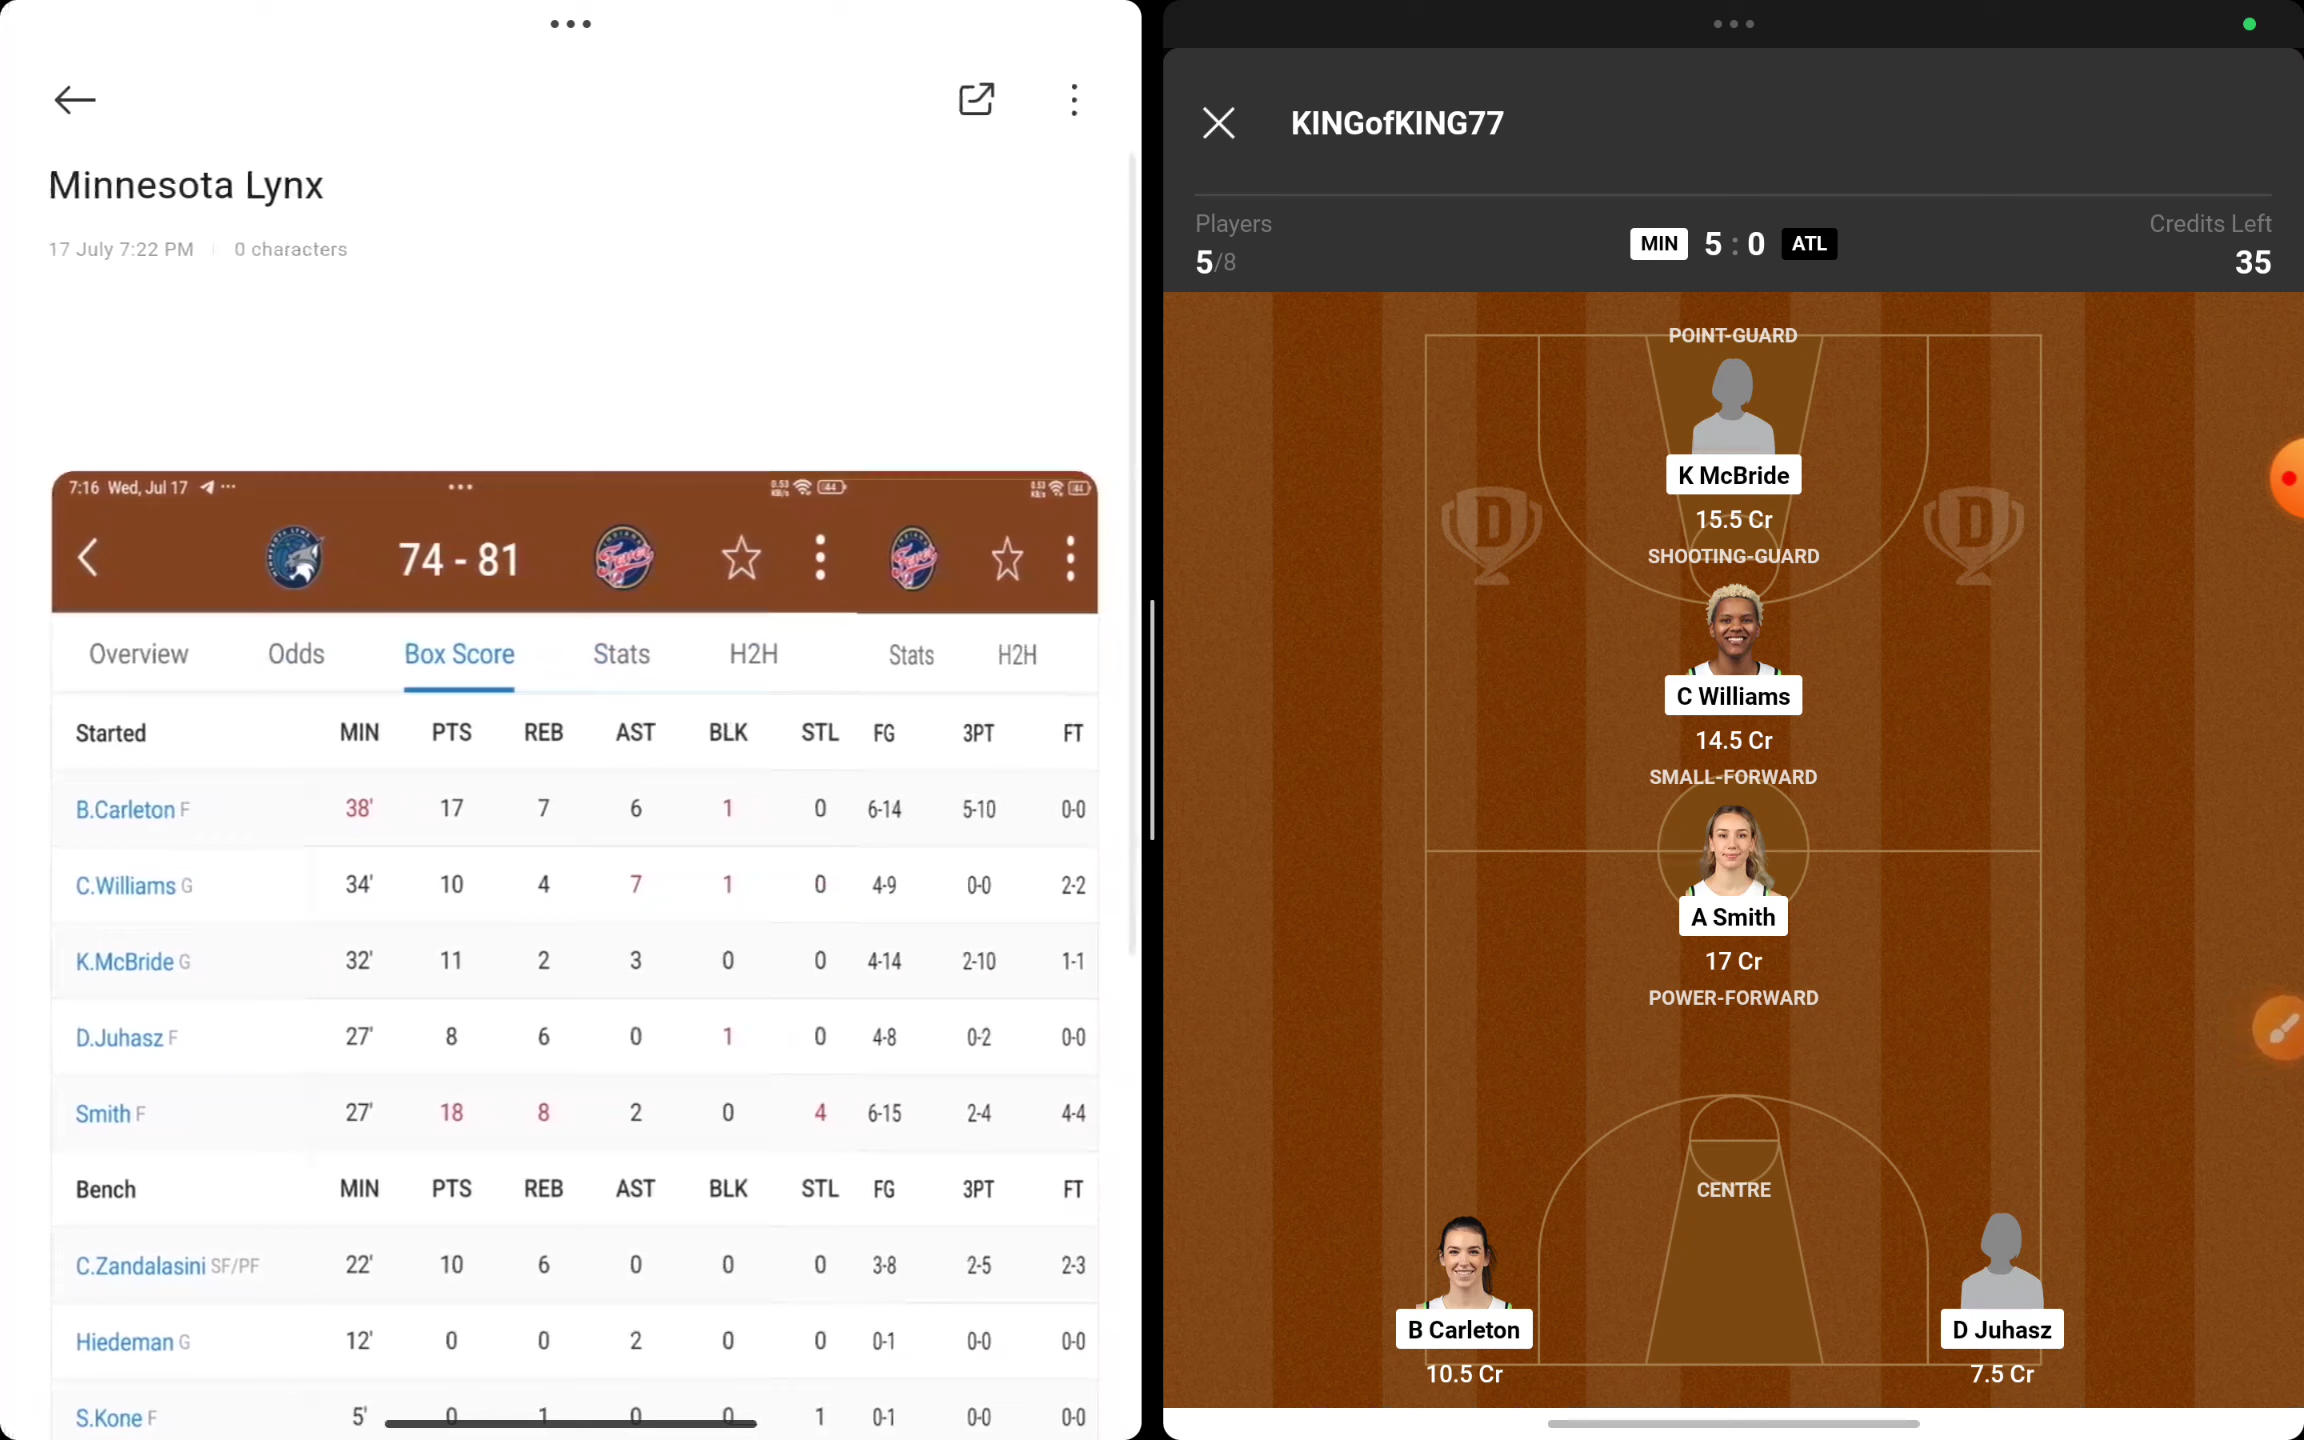 Minnesota Lynx
17 July 7:22 PM | 0 characters
7:16 Wed, Jul 17
74 - 81
Overview Odds Box Score Stats H2H Stats H2H
Started MIN PTS REB AST BLK STL FG 3PT FT
B.Carleton F 38' 17 7 6 1 0 6-14 5-10 0-0
C.Williams G 34' 10 4 7 1 0 4-9 0-0 2-2
K.McBride G 32' 11 2 3 0 0 4-14 2-10 1-1
D.Juhasz F 27' 8 6 0 1 0 4-8 0-2 0-0
Smith F 27' 18 8 2 0 4 6-15 2-4 4-4
Bench MIN PTS REB AST BLK STL FG 3PT FT
C.Zandalasini SF/PF 22' 10 6 0 0 0 3-8 2-5 2-3
Hiedeman G 12' 0 0 2 0 0 0-1 0-0 0-0
S.Kone F 5' 0 1 0 0 1 0-1 0-0 0-0
KINGofKING77
Players
5/8
MIN 5 : 0 ATL
Credits Left
35
POINT-GUARD
K McBride
15.5 Cr
SHOOTING-GUARD
C Williams
14.5 Cr
SMALL-FORWARD
A Smith
17 Cr
POWER-FORWARD
CENTRE
B Carleton
10.5 Cr
D Juhasz
7.5 Cr